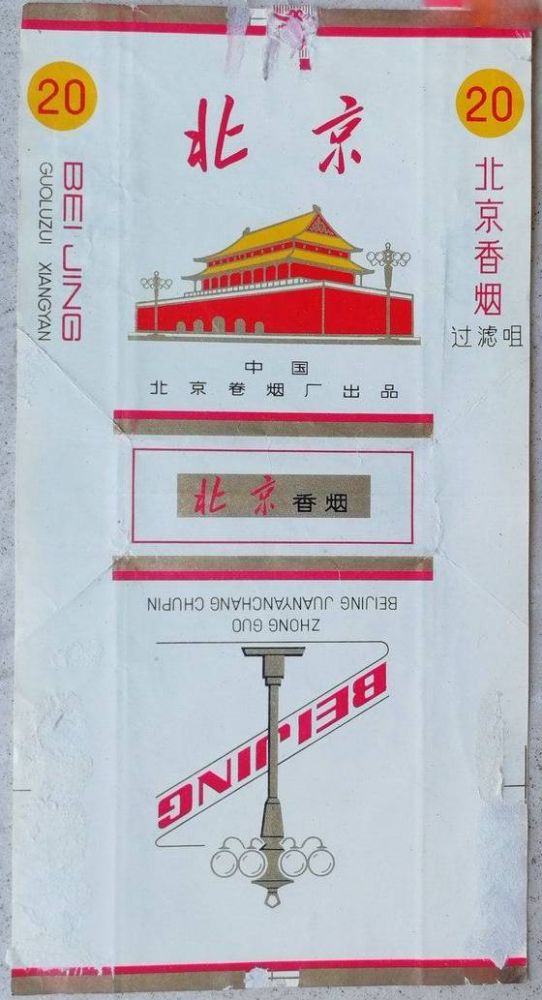 20
BEI JING
GUOLUZUI XIANGYAN
北京
中国
北京卷烟厂出品
20
北京香烟
过滤咀
北京香烟
BEIJING JUANYANCHANG CHUPIN
ZHONG GUO
BEIJING